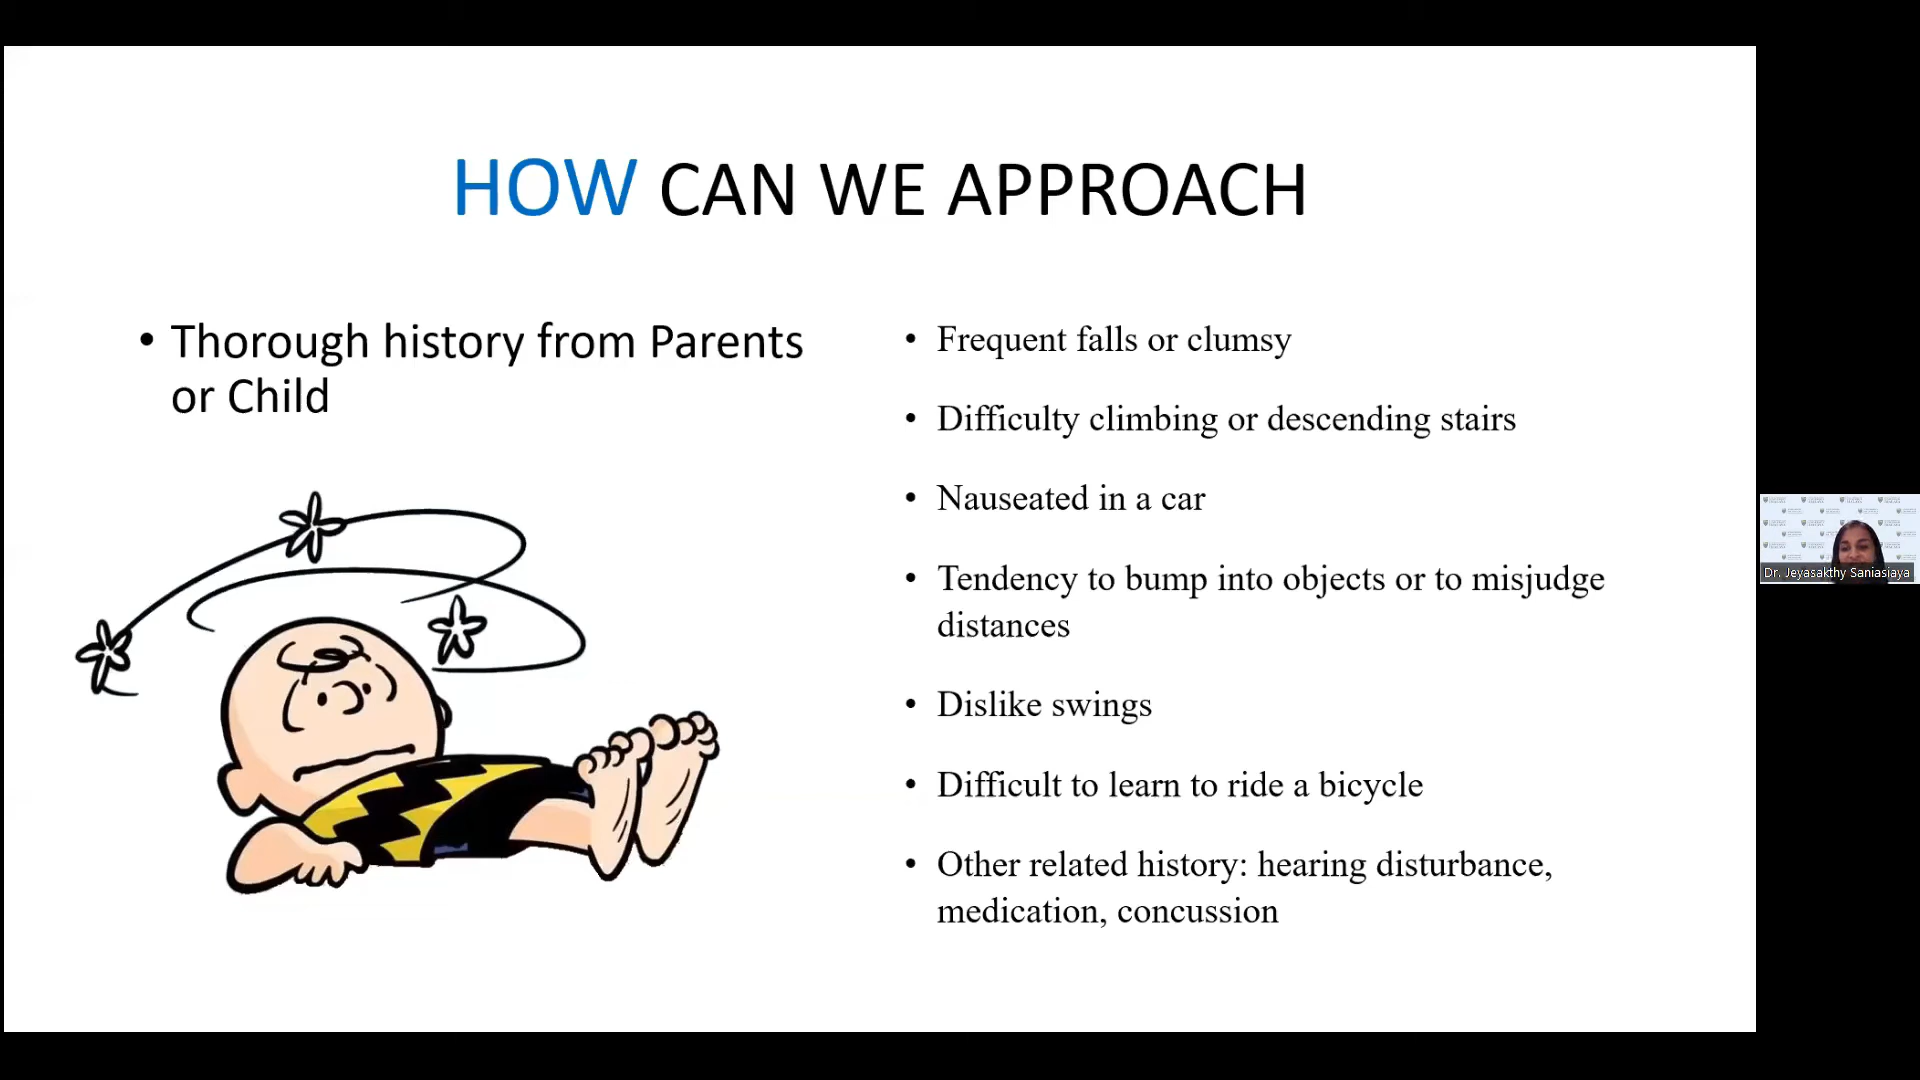 HOW CAN WE APPROACH
• Thorough history from Parents
or Child
• Frequent falls or clumsy
• Difficulty climbing or descending stairs
• Nauseated in a car
• Tendency to bump into objects or to misjudge
distances
• Dislike swings
• Difficult to learn to ride a bicycle
• Other related history: hearing disturbance,
medication, concussion
Dr. Jeyasakthy Saniasiaya